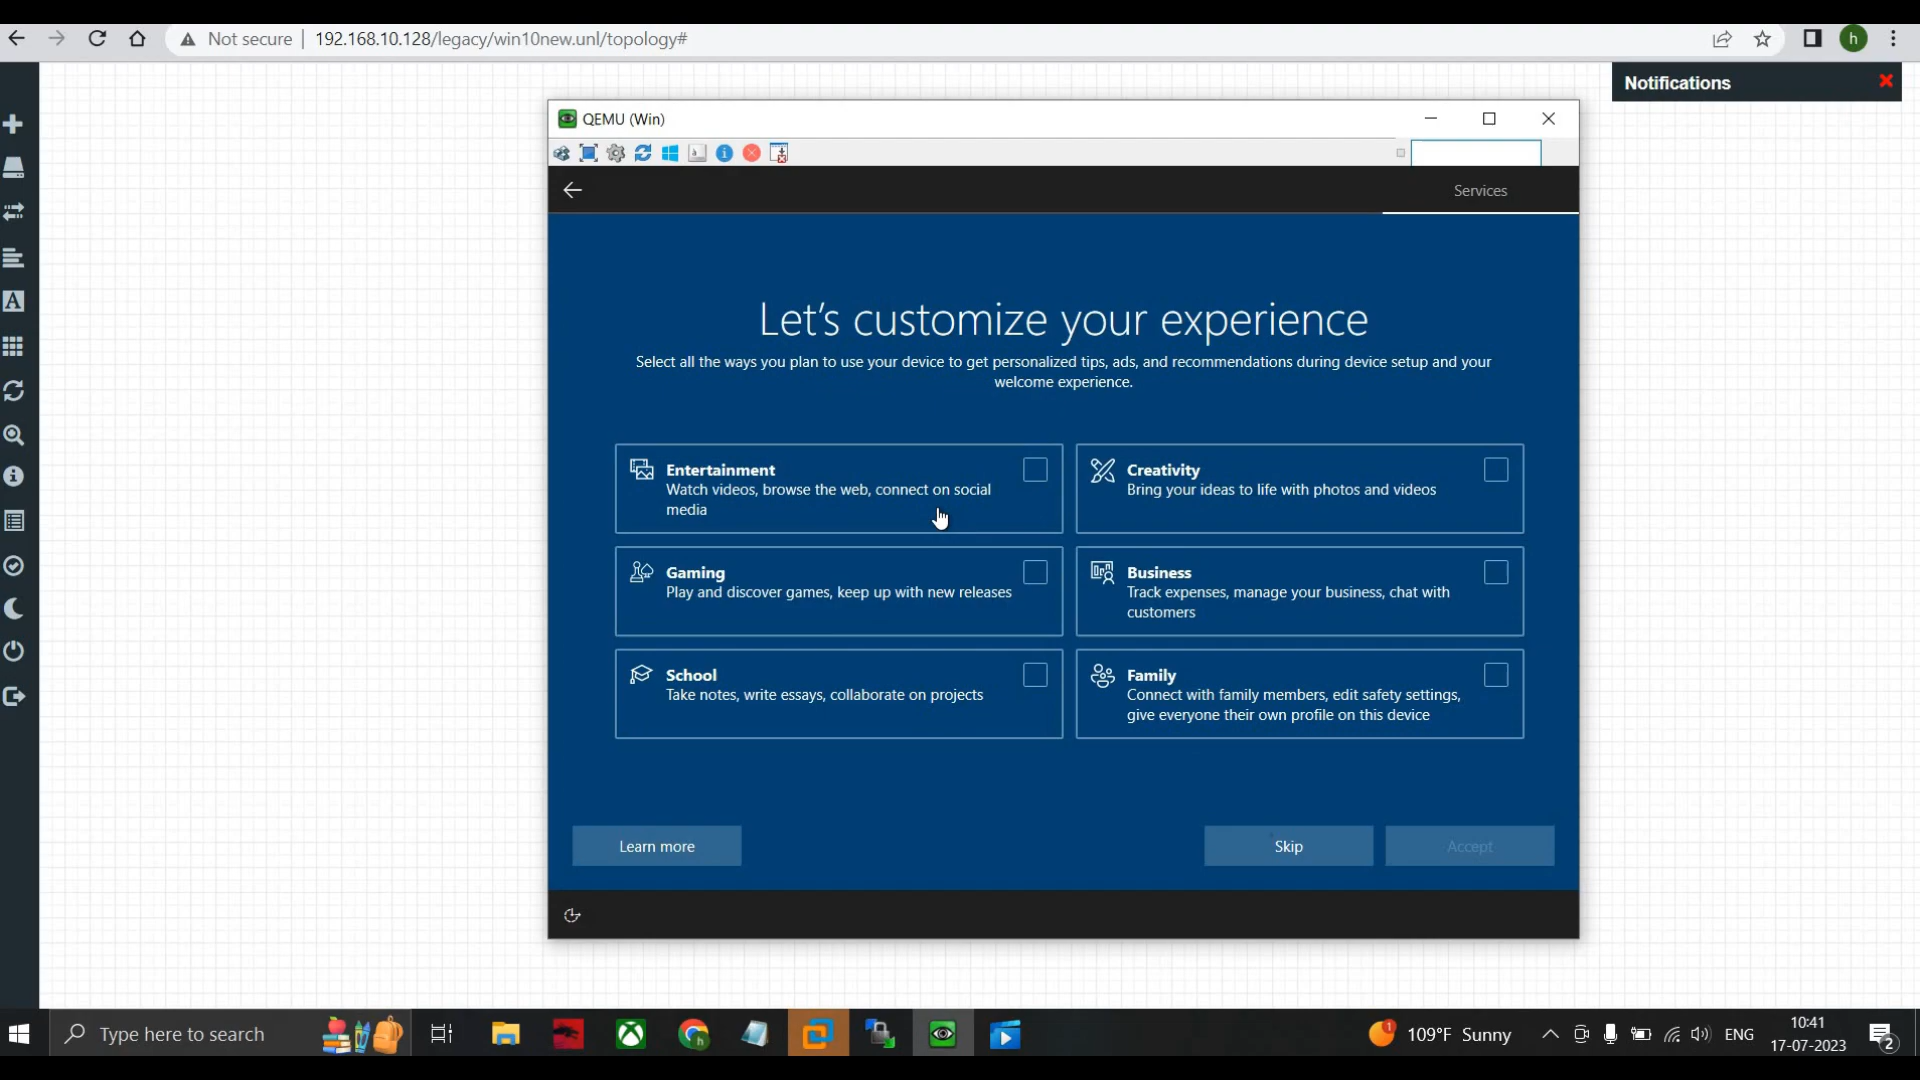 Not secure
192.168.10.128/legacy/win10new.unl/topology#
h
Notifications
QEMU (Win)
Services
Let's customize your experience
Select all the ways you plan to use your device to get personalized tips, ads, and recommendations during device setup and your
welcome experience.
Entertainment
Watch videos, browse the web, connect on social
media
Creativity
Bring your ideas to life with photos and videos
Gaming
Play and discover games, keep up with new releases
Business
Track expenses, manage your business, chat with
customers
School
Take notes, write essays, collaborate on projects
Family
Connect with family members, edit safety settings,
give everyone their own profile on this device
Learn more
Skip
Accept
Type here to search
109°F Sunny
ENG
10:41
17-07-2023
2